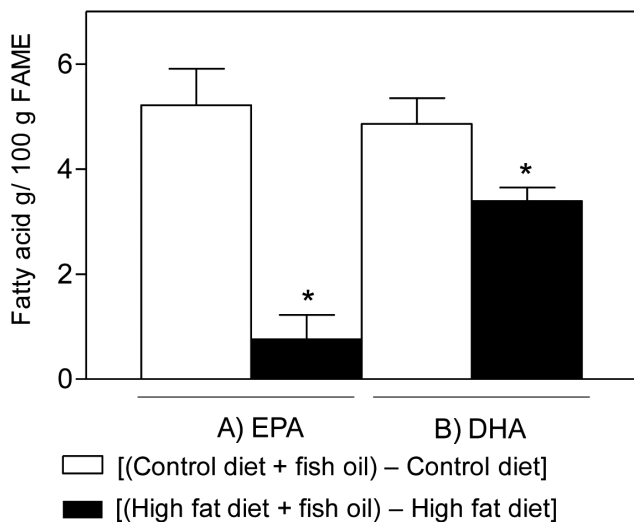 Fatty acid g/ 100 g FAME
6
4
2
0
*
*
A) EPA
B) DHA
[(Control diet + fish oil) – Control diet]
[(High fat diet + fish oil) – High fat diet]